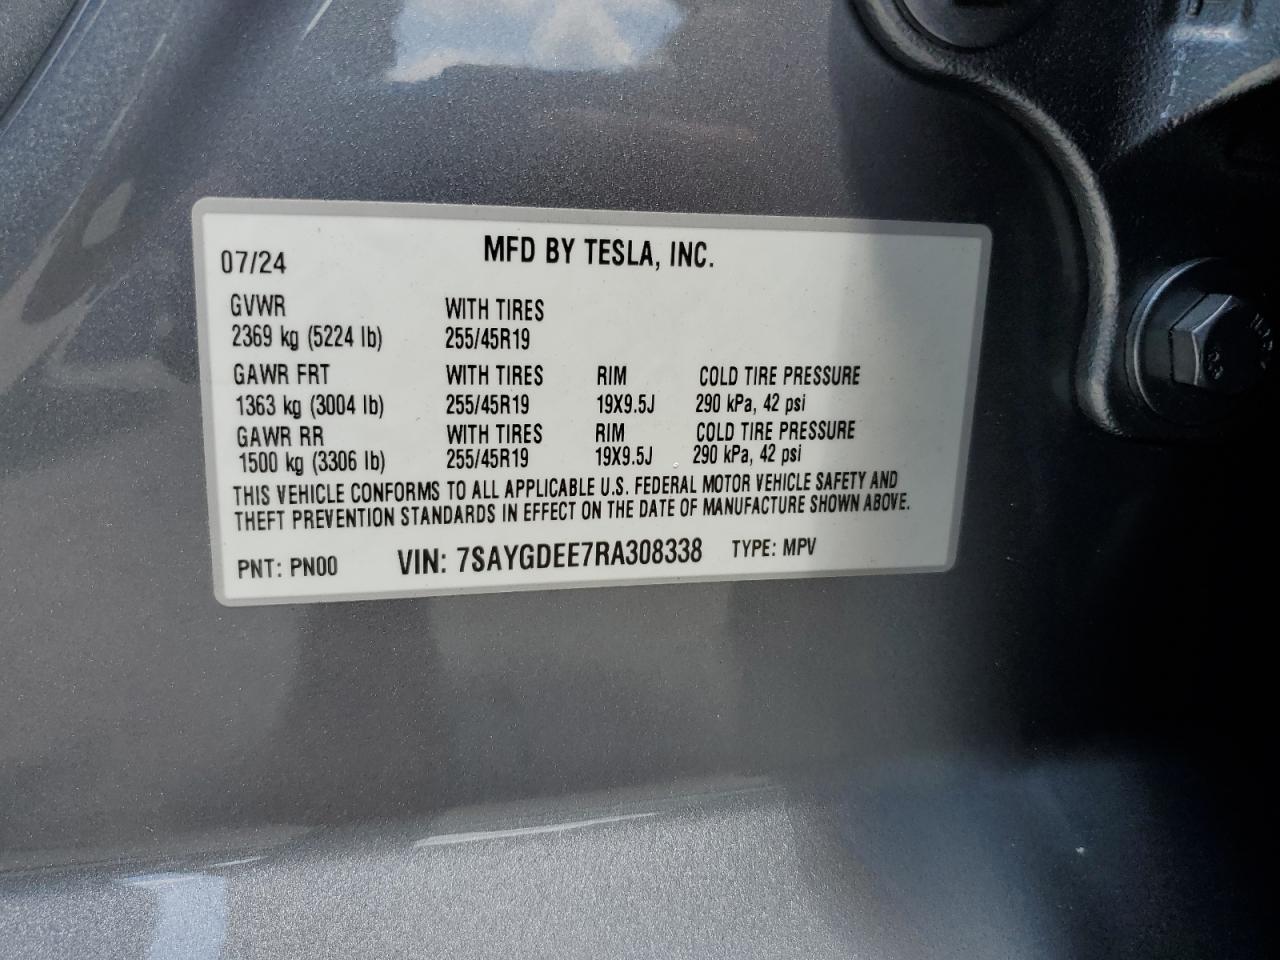 MFD BY TESLA, INC.
07/24
GVWR WITH TIRES
2369 kg (5224 lb) 255/45R19
GAWR FRT WITH TIRES RIM COLD TIRE PRESSURE
1363 kg (3004 lb) 255/45R19 19X9.5J 290 kPa, 42 psi
GAWR RR WITH TIRES RIM COLD TIRE PRESSURE
1500 kg (3306 lb) 255/45R19 19X9.5J 290 kPa, 42 psi
THIS VEHICLE CONFORMS TO ALL APPLICABLE U.S. FEDERAL MOTOR VEHICLE SAFETY AND
THEFT PREVENTION STANDARDS IN EFFECT ON THE DATE OF MANUFACTURE SHOWN ABOVE.
PNT: PN00 VIN: 7SAYGDEE7RA308338 TYPE: MPV